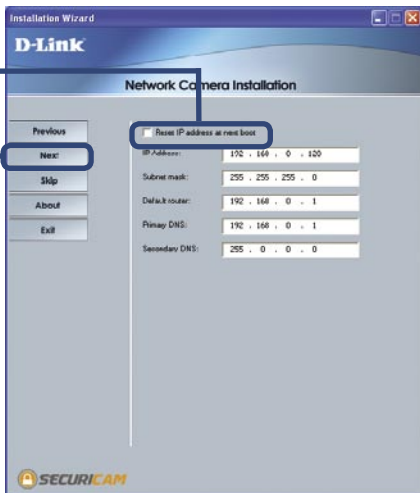 Installation Wizard
D-Link
Network Camera Installation
Previous
Next
Skip
About
Exit
Reset IP address at next boot
IP Address: 192 . 168 . 0 . 120
Subnet mask: 255 . 255 . 255 . 0
Default router: 192 . 168 . 0 . 1
Primary DNS: 192 . 168 . 0 . 1
Secondary DNS: 255 . 0 . 0 . 0
SECURICAM